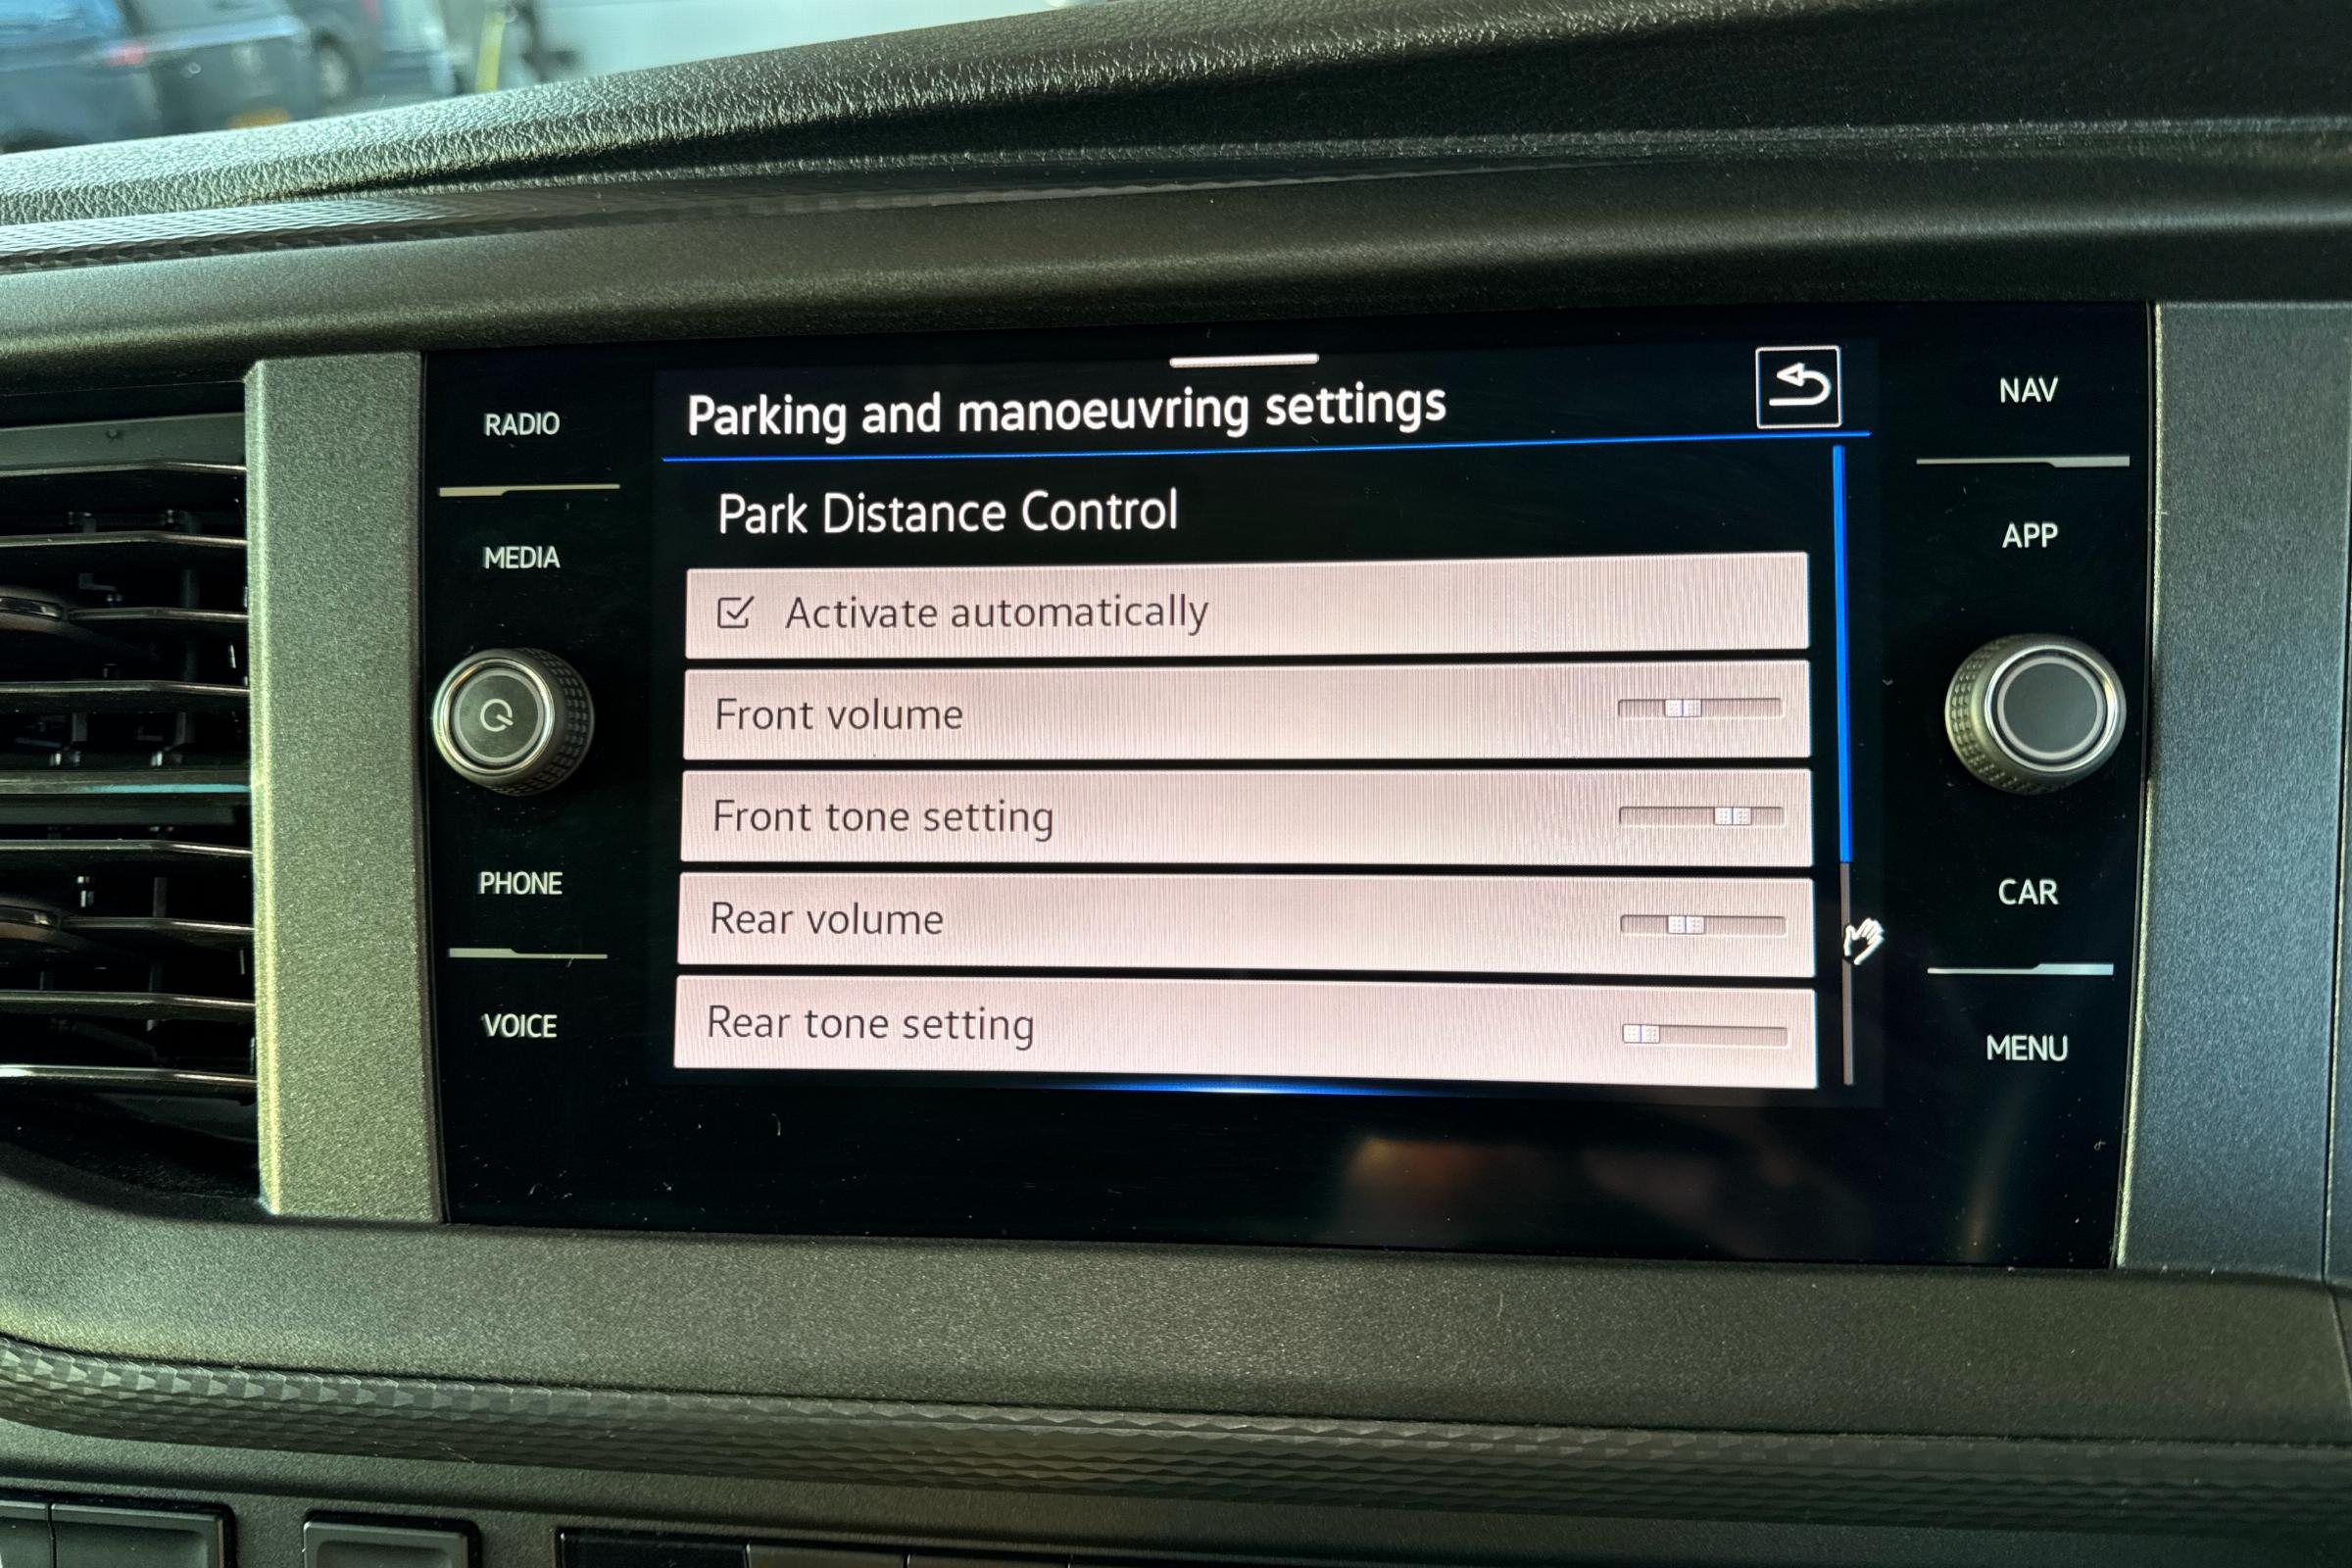 RADIO
MEDIA
PHONE
VOICE
Parking and manoeuvring settings
Park Distance Control
Activate automatically
Front volume
Front tone setting
Rear volume
Rear tone setting
NAV
APP
CAR
MENU